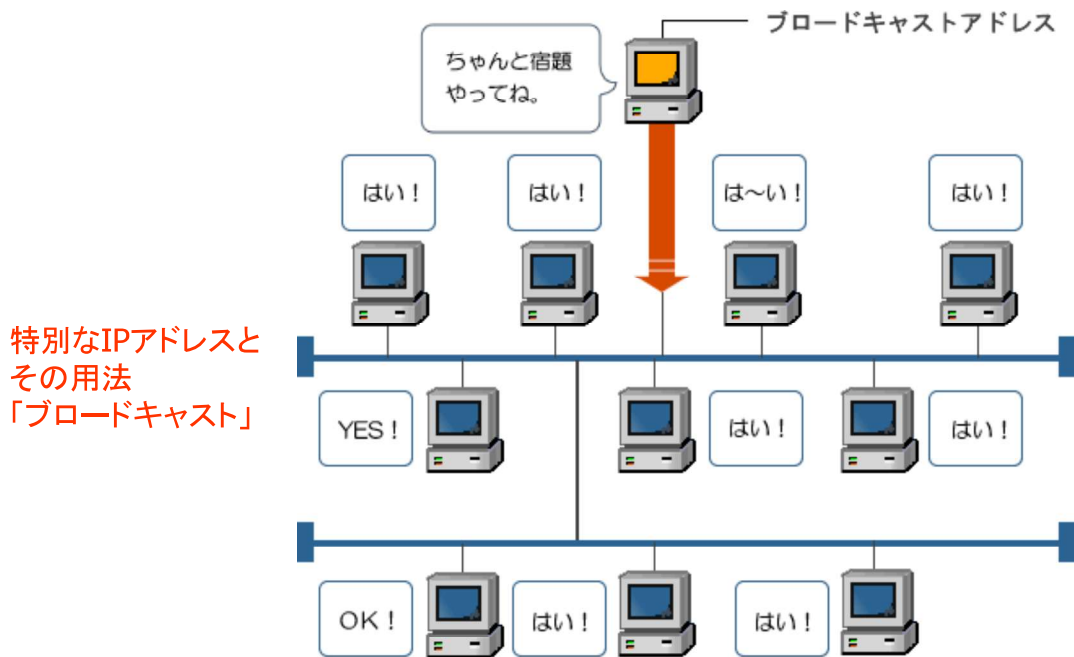 ブロードキャストアドレス
ちゃんと宿題
やってね。
はい！
はい！
は～い！
はい！
特別なIPアドレスと
その用法
「ブロードキャスト」
YES！
はい！
はい！
OK！
はい！
はい！